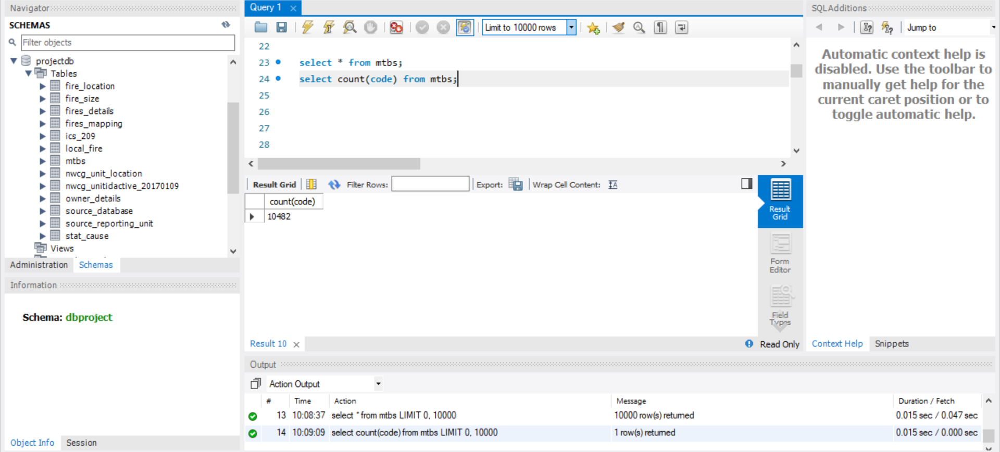 Navigator
SCHEMAS
Filter objects
projectdb
Tables
fire_location
fire_size
fires_details
fires_mapping
ics_209
local_fire
mtbs
nwcg_unit_location
nwcg_unitidactive_20170109
owner_details
source_database
source_reporting_unit
stat_cause
Views
Administration Schemas
Information
Schema: dbproject
Object Info Session
Query 1
Limit to 10000 rows
22
23 select * from mtbs;
24 select count(code) from mtbs;
25
26
27
28
Result Grid Filter Rows: Export: Wrap Cell Content:
count(code)
10482
Result Grid
Form Editor
Field Types
Result 10 Read Only
Output
Action Output
# Time Action Message Duration / Fetch
13 10:08:37 select * from mtbs LIMIT 0, 10000 10000 row(s) returned 0.015 sec / 0.047 sec
14 10:09:09 select count(code) from mtbs LIMIT 0, 10000 1 row(s) returned 0.015 sec / 0.000 sec
SQLAdditions
Jump to
Automatic context help is
disabled. Use the toolbar to
manually get help for the
current caret position or to
toggle automatic help.
Context Help Snippets